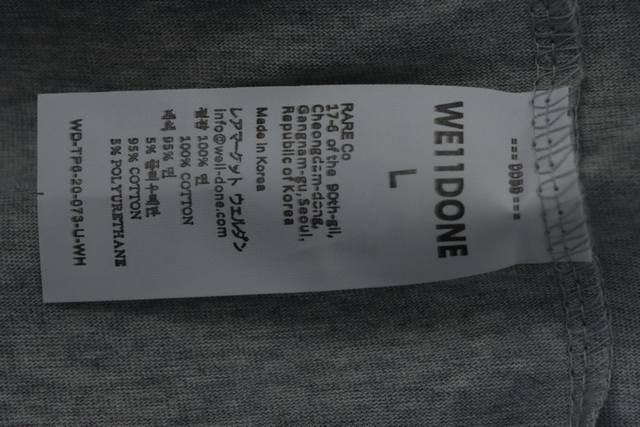 WE11DONE
L
RARE Co
17-6 of the 90th-gil,
Cheongdam-dong,
Gangnam-gu, Seoul,
Republic of Korea
Made in Korea
レアマーケット ウェルダン
info@we11-done.com
겉감 100% 면
100% COTTON
배색 95% 면
5% 폴리우레탄
95% COTTON
5% POLYURETHANE
WD-TP6-20-079-U-WH